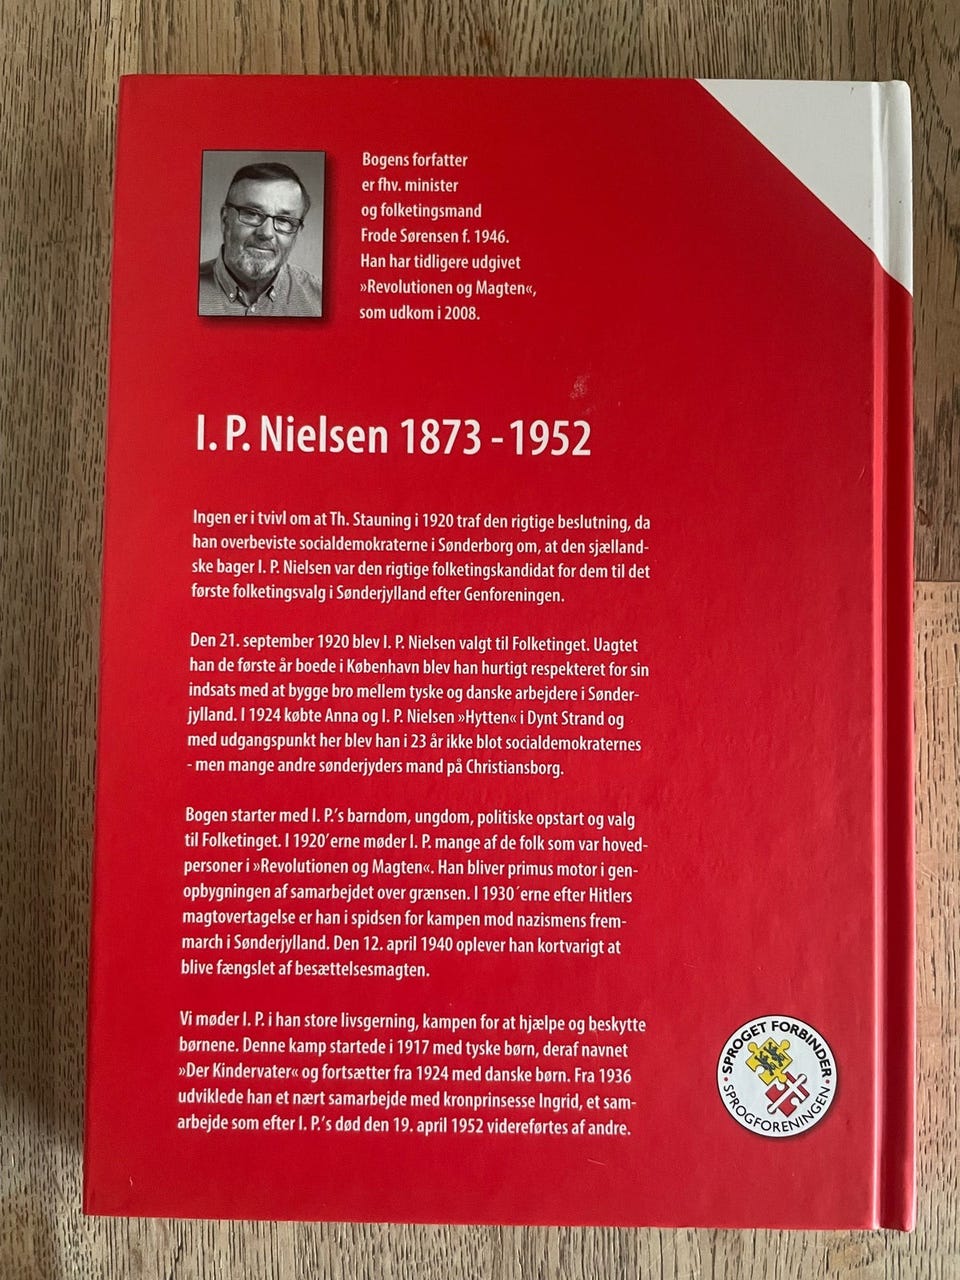 Bogens forfatter
er fhv. minister
og folketingsmand
Frode Sørensen f. 1946.
Han har tidligere udgivet
»Revolutionen og Magten«,
som udkom i 2008.
I. P. Nielsen 1873 - 1952
Ingen er i tvivl om at Th. Stauning i 1920 traf den rigtige beslutning, da
han overbeviste socialdemokraterne i Sønderborg om, at den sjælland-
ske bager I. P. Nielsen var den rigtige folketingskandidat for dem til det
første folketingsvalg i Sønderjylland efter Genforeningen.
Den 21. september 1920 blev I. P. Nielsen valgt til Folketinget. Uagtet
han de første år boede i København blev han hurtigt respekteret for sin
indsats med at bygge bro mellem tyske og danske arbejdere i Sønder-
jylland. I 1924 købte Anna og I. P. Nielsen »Hytten« i Dynt Strand og
med udgangspunkt her blev han i 23 år ikke blot socialdemokraternes
- men mange andre sønderjyders mand på Christiansborg.
Bogen starter med I. P.'s barndom, ungdom, politiske opstart og valg
til Folketinget. I 1920´erne møder I. P. mange af de folk som var hoved-
personer i »Revolutionen og Magten«. Han bliver primus motor i gen-
opbygningen af samarbejdet over grænsen. I 1930´erne efter Hitlers
magtovertagelse er han i spidsen for kampen mod nazismens frem-
march i Sønderjylland. Den 12. april 1940 oplever han kortvarigt at
blive fængslet af besættelsesmagten.
Vi møder I. P. i han store livsgerning, kampen for at hjælpe og beskytte
børnene. Denne kamp startede i 1917 med tyske børn, deraf navnet
»Der Kindervater« og fortsætter fra 1924 med danske børn. Fra 1936
udviklede han et nært samarbejde med kronprinsesse Ingrid, et sam-
arbejde som efter I. P.'s død den 19. april 1952 videreførtes af andre.
SPROGET FORBINDER
SPROGFORENINGEN